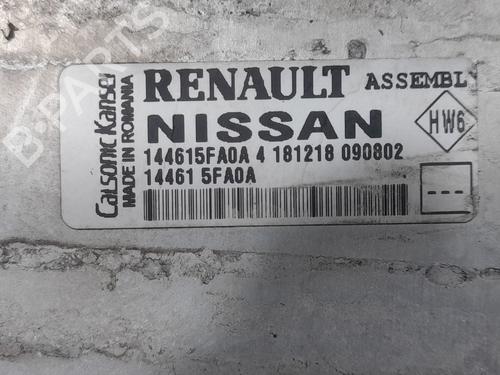 RENAULT ASSEMBL
NISSAN
144615FA0A 4 181218 090802
14461 5FA0A
HW6
---
Calsonic Kansei
MADE IN ROMANIA
B-PARTS